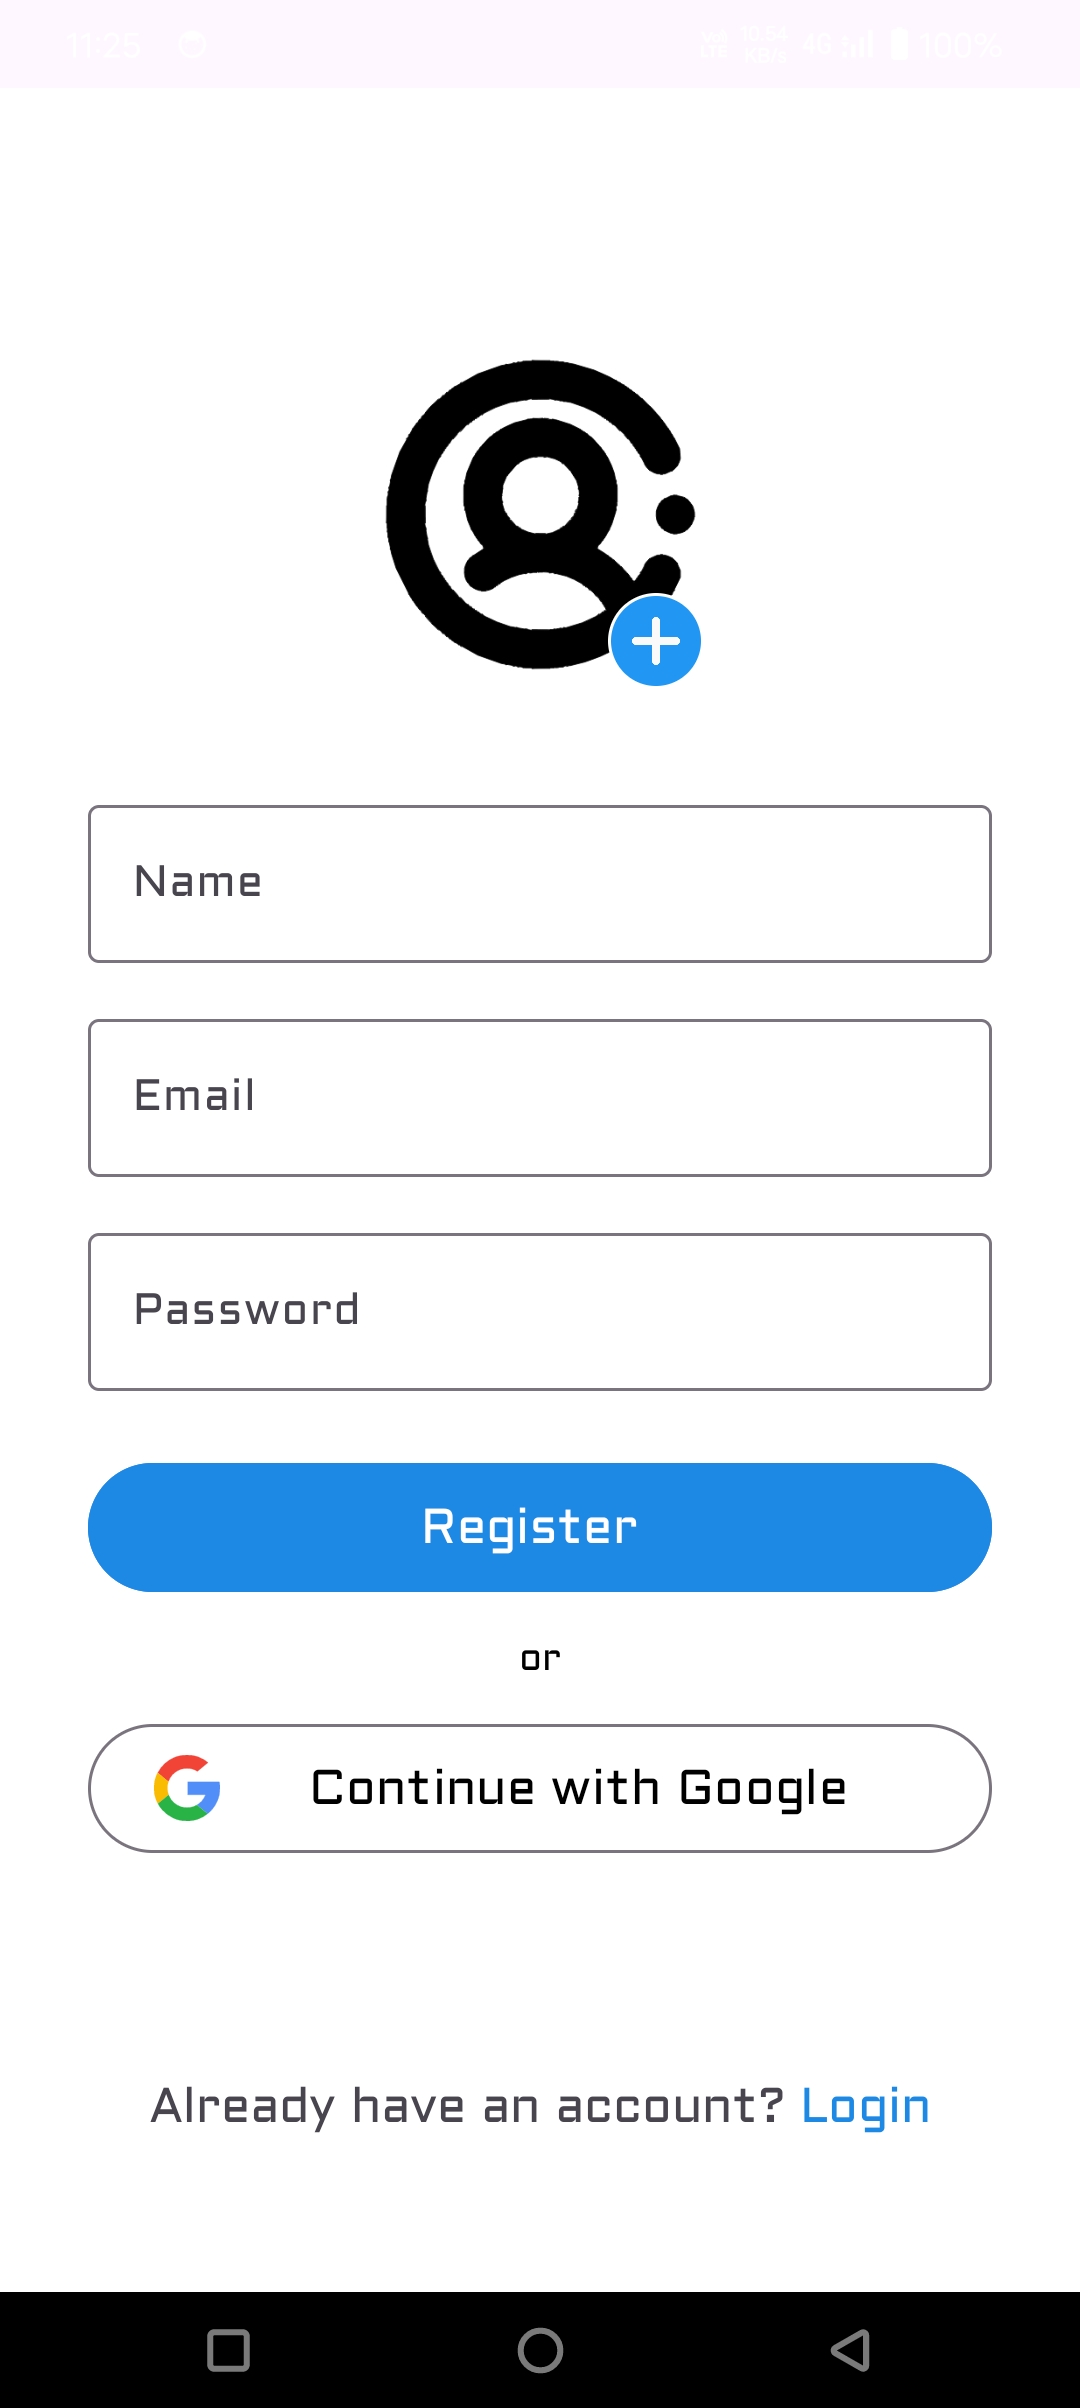 11:25 Vo LTE 10.54 KB/s 4G 100%
Name
Email
Password
Register
or
Continue with Google
Already have an account? Login